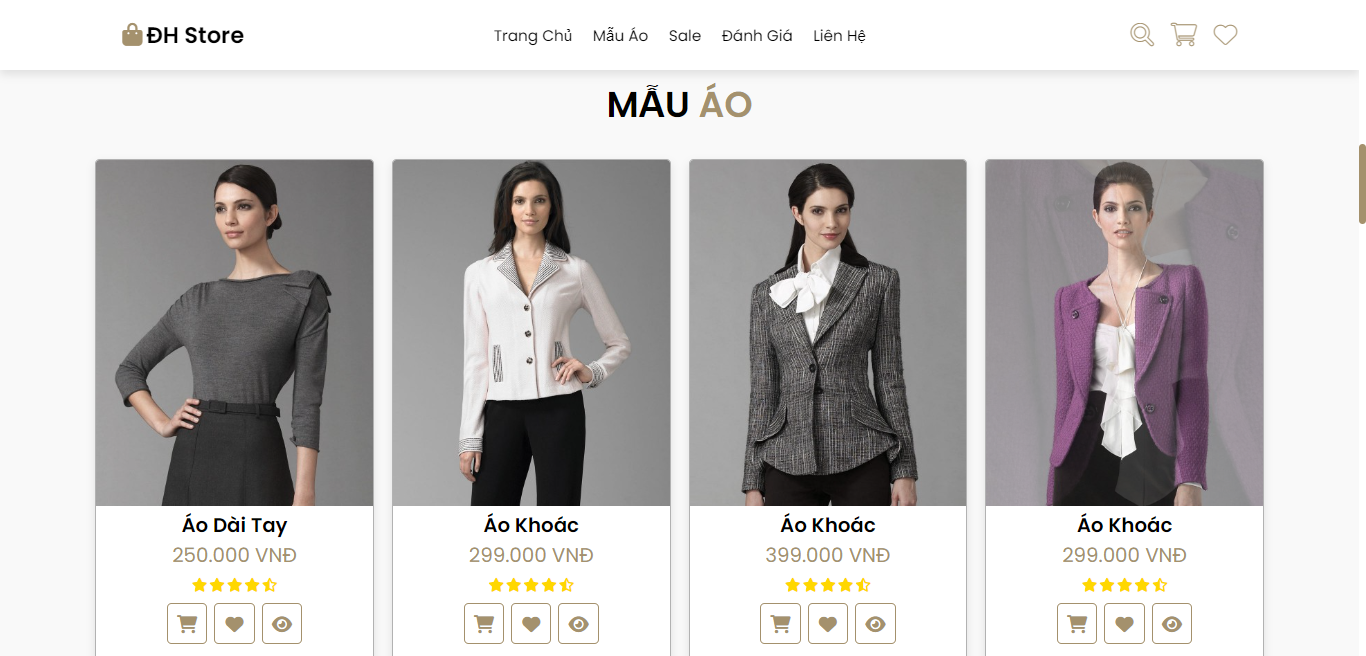 ĐH Store
Trang Chủ Mẫu Áo Sale Đánh Giá Liên Hệ
MẪU ÁO
Áo Dài Tay
250.000 VNĐ
Áo Khoác
299.000 VNĐ
Áo Khoác
399.000 VNĐ
Áo Khoác
299.000 VNĐ